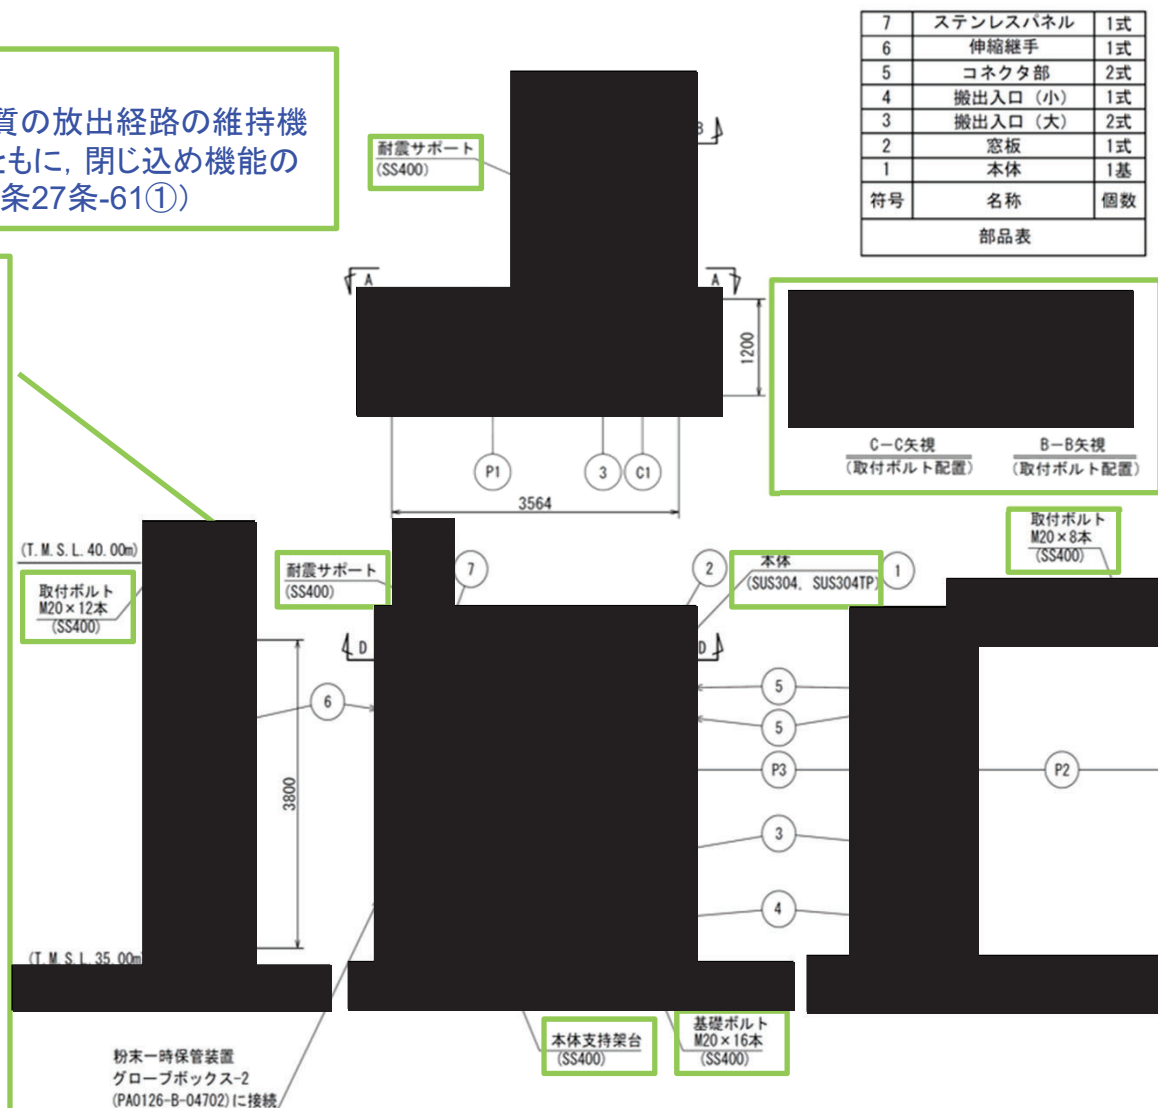 質の放出経路の維持機
ともに，閉じ込め機能の
条27条-61①）
7 ステンレスパネル 1式
6 伸縮継手 1式
5 コネクタ部 2式
4 搬出入口（小） 1式
3 搬出入口（大） 2式
2 窓板 1式
1 本体 1基
符号 名称 個数
部品表
耐震サポート
(SS400)
B
A
A
1200
P1
3
C1
3564
C－C矢視
(取付ボルト配置)
B－B矢視
(取付ボルト配置)
(T.M.S.L.40.00m)
取付ボルト
M20×12本
(SS400)
耐震サポート
(SS400)
7
2
本体
(SUS304, SUS304TP)
1
取付ボルト
M20×8本
(SS400)
D
D
6
5
5
P3
P2
3800
3
4
(T.M.S.L.35.00m
本体支持架台
(SS400)
基礎ボルト
M20×16本
(SS400)
粉末一時保管装置
グローブボックス-2
(PA0126-B-04702)に接続